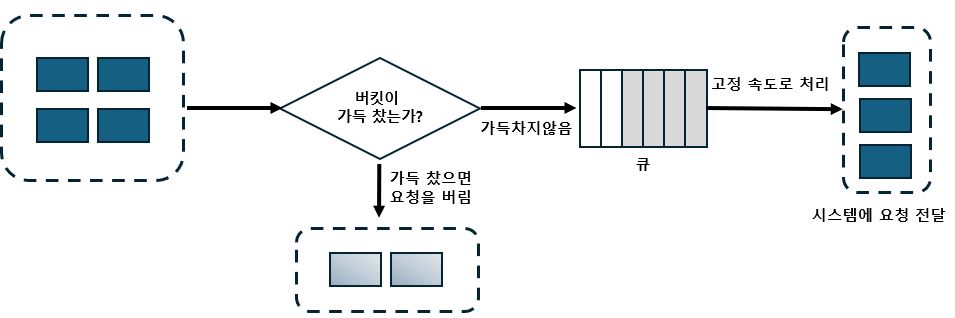 버킷이
가득 찼는가?
가득차지않음
고정 속도로 처리
큐
가득 찼으면
요청을 버림
시스템에 요청 전달